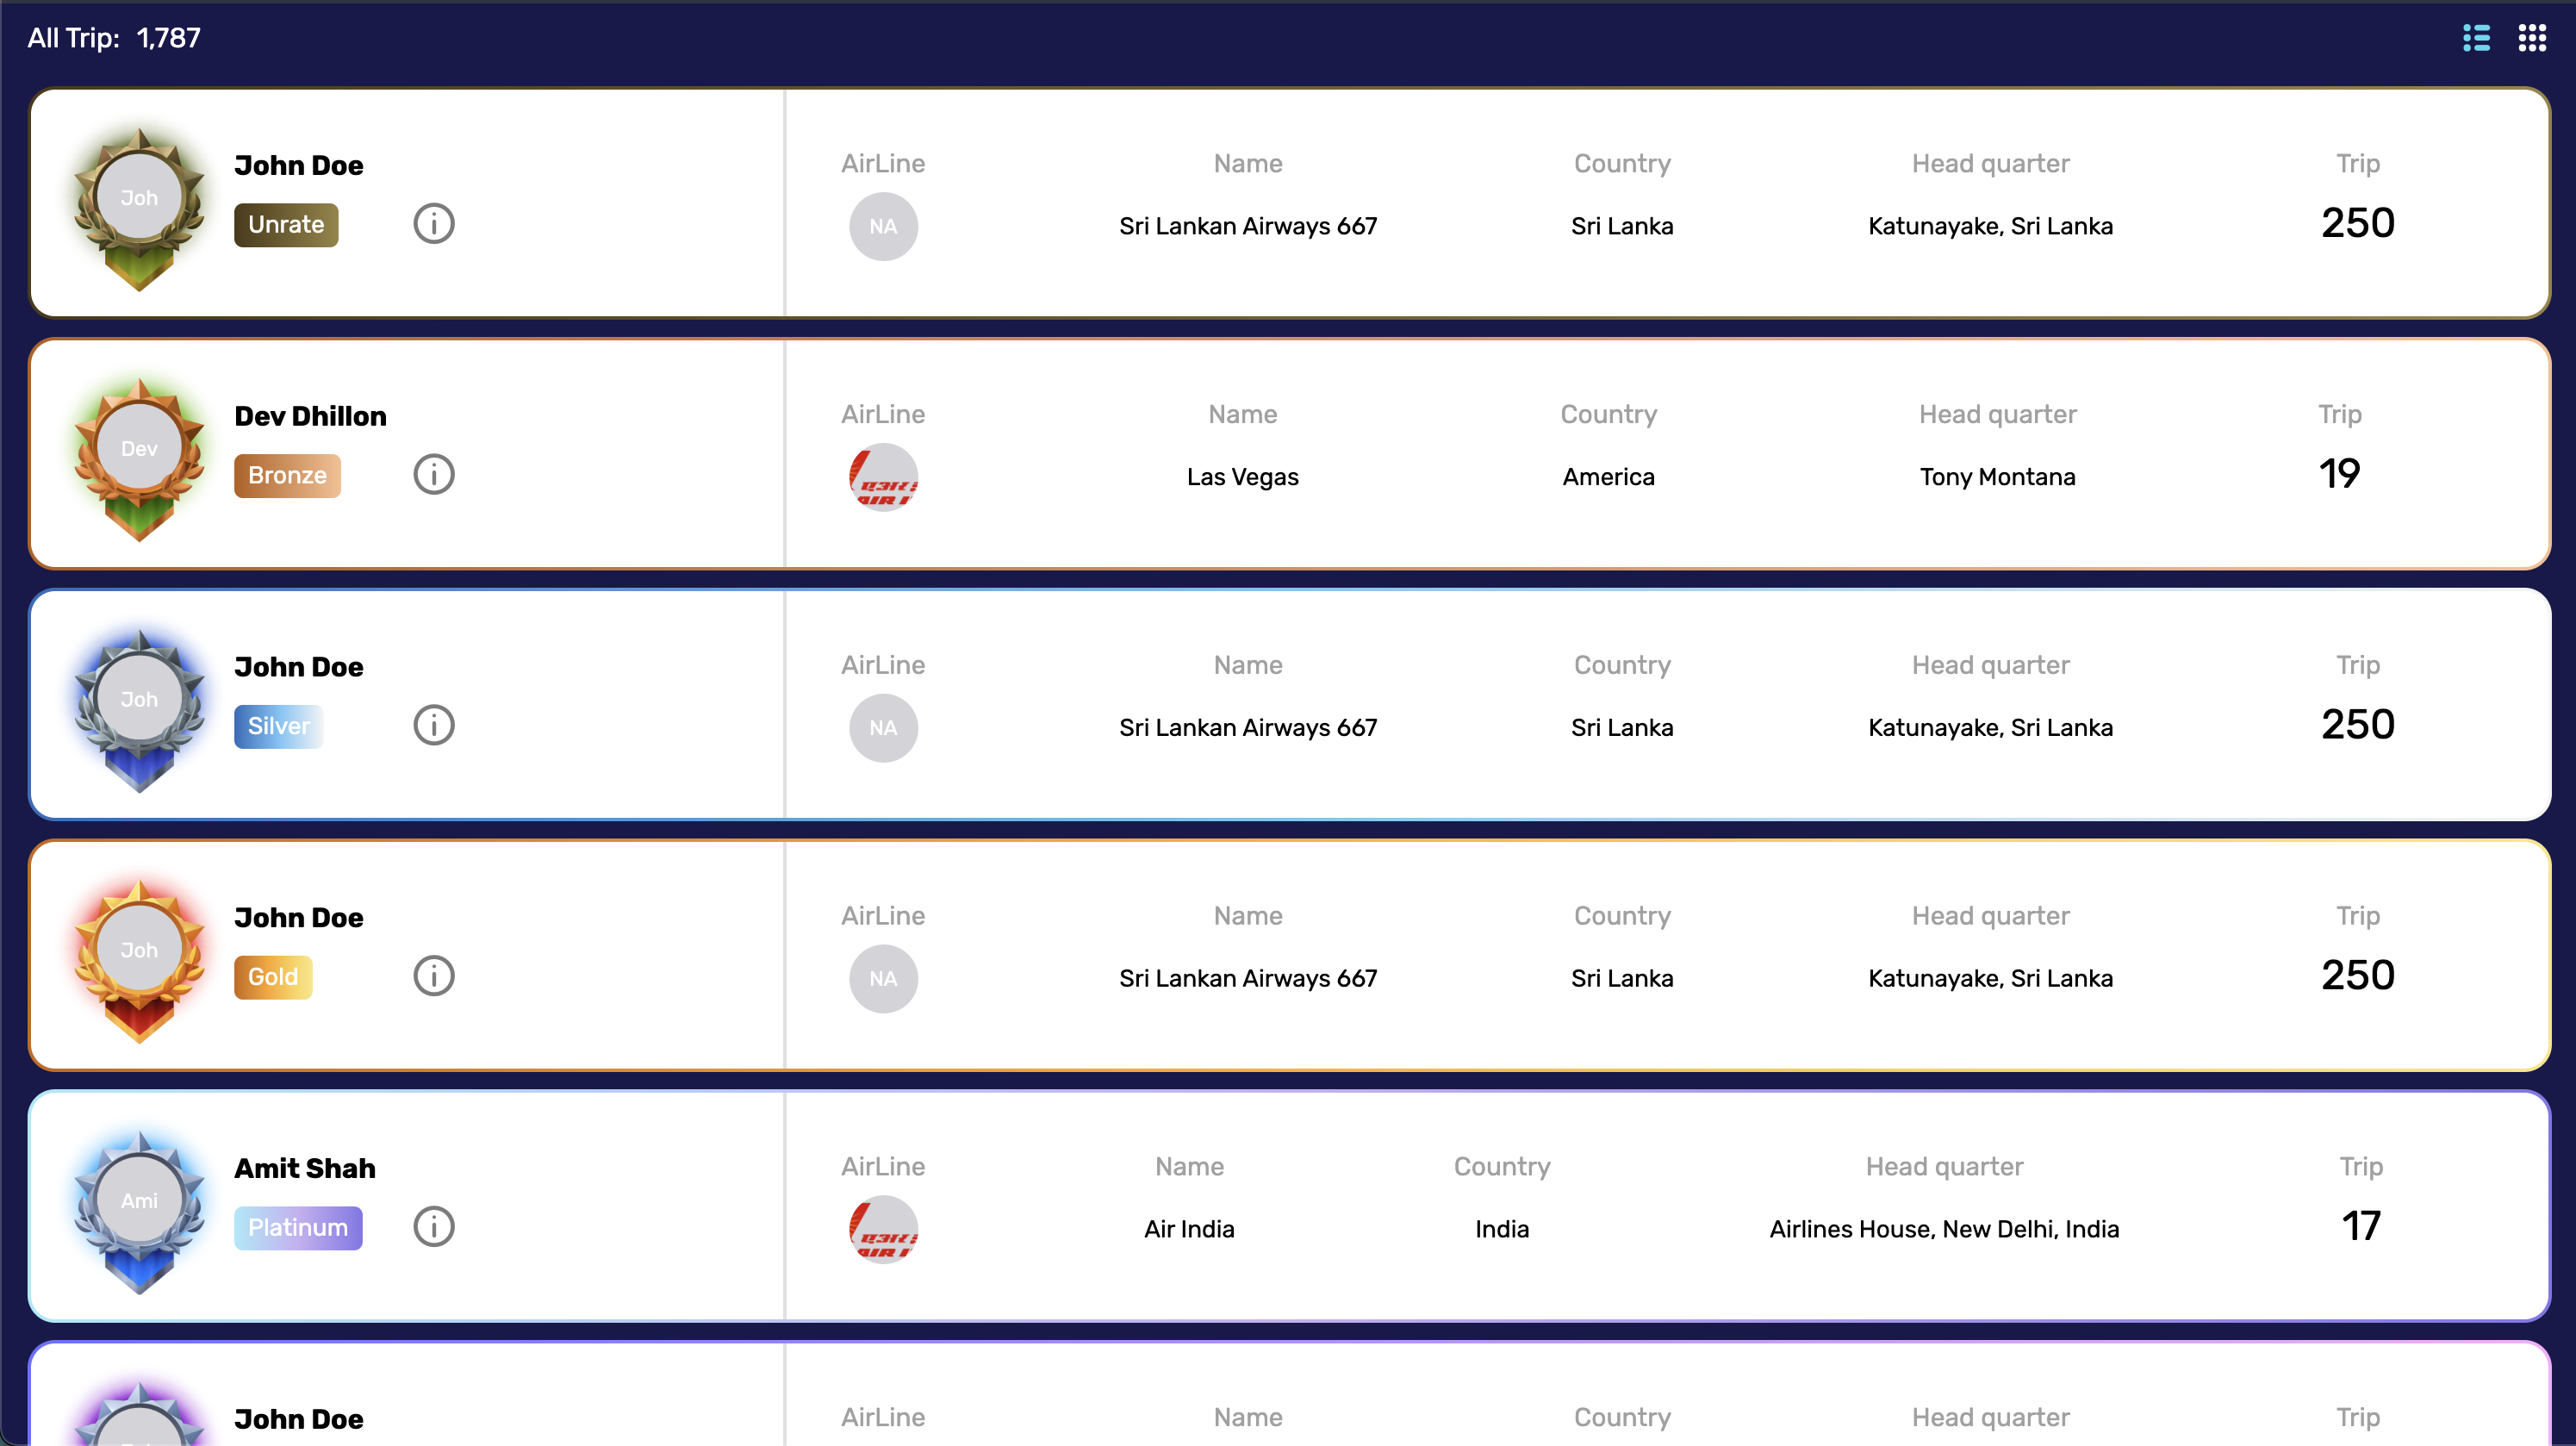 All Trip: 1,787
Joh
John Doe
Unrate
AirLine Name Country Head quarter Trip
NA Sri Lankan Airways 667 Sri Lanka Katunayake, Sri Lanka 250
Dev
Dev Dhillon
Bronze
AirLine Name Country Head quarter Trip
Las Vegas America Tony Montana 19
Joh
John Doe
Silver
AirLine Name Country Head quarter Trip
NA Sri Lankan Airways 667 Sri Lanka Katunayake, Sri Lanka 250
Joh
John Doe
Gold
AirLine Name Country Head quarter Trip
NA Sri Lankan Airways 667 Sri Lanka Katunayake, Sri Lanka 250
Ami
Amit Shah
Platinum
AirLine Name Country Head quarter Trip
Air India India Airlines House, New Delhi, India 17
John Doe
AirLine Name Country Head quarter Trip